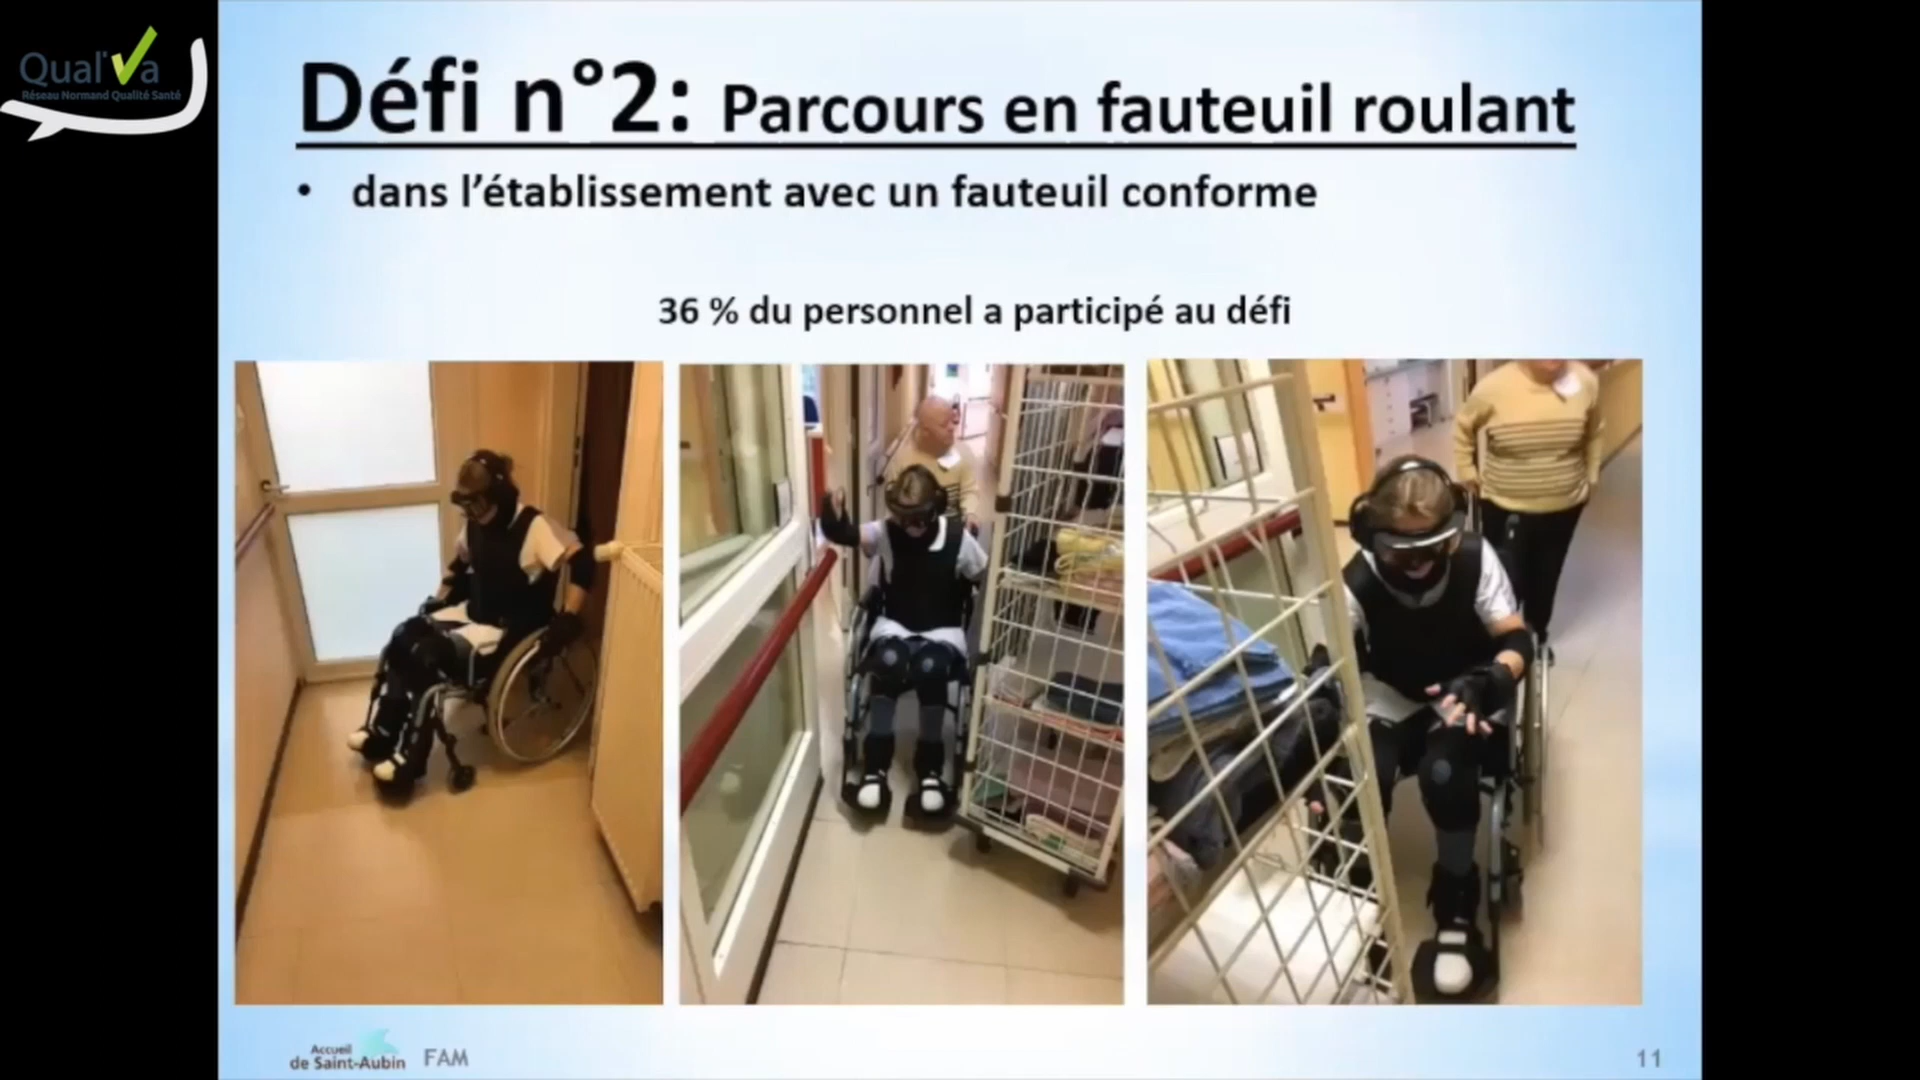 Qual'Va
Réseau Normand Qualité Santé
Défi n°2: Parcours en fauteuil roulant
• dans l'établissement avec un fauteuil conforme
36 % du personnel a participé au défi
Accueil
de Saint-Aubin FAM
11